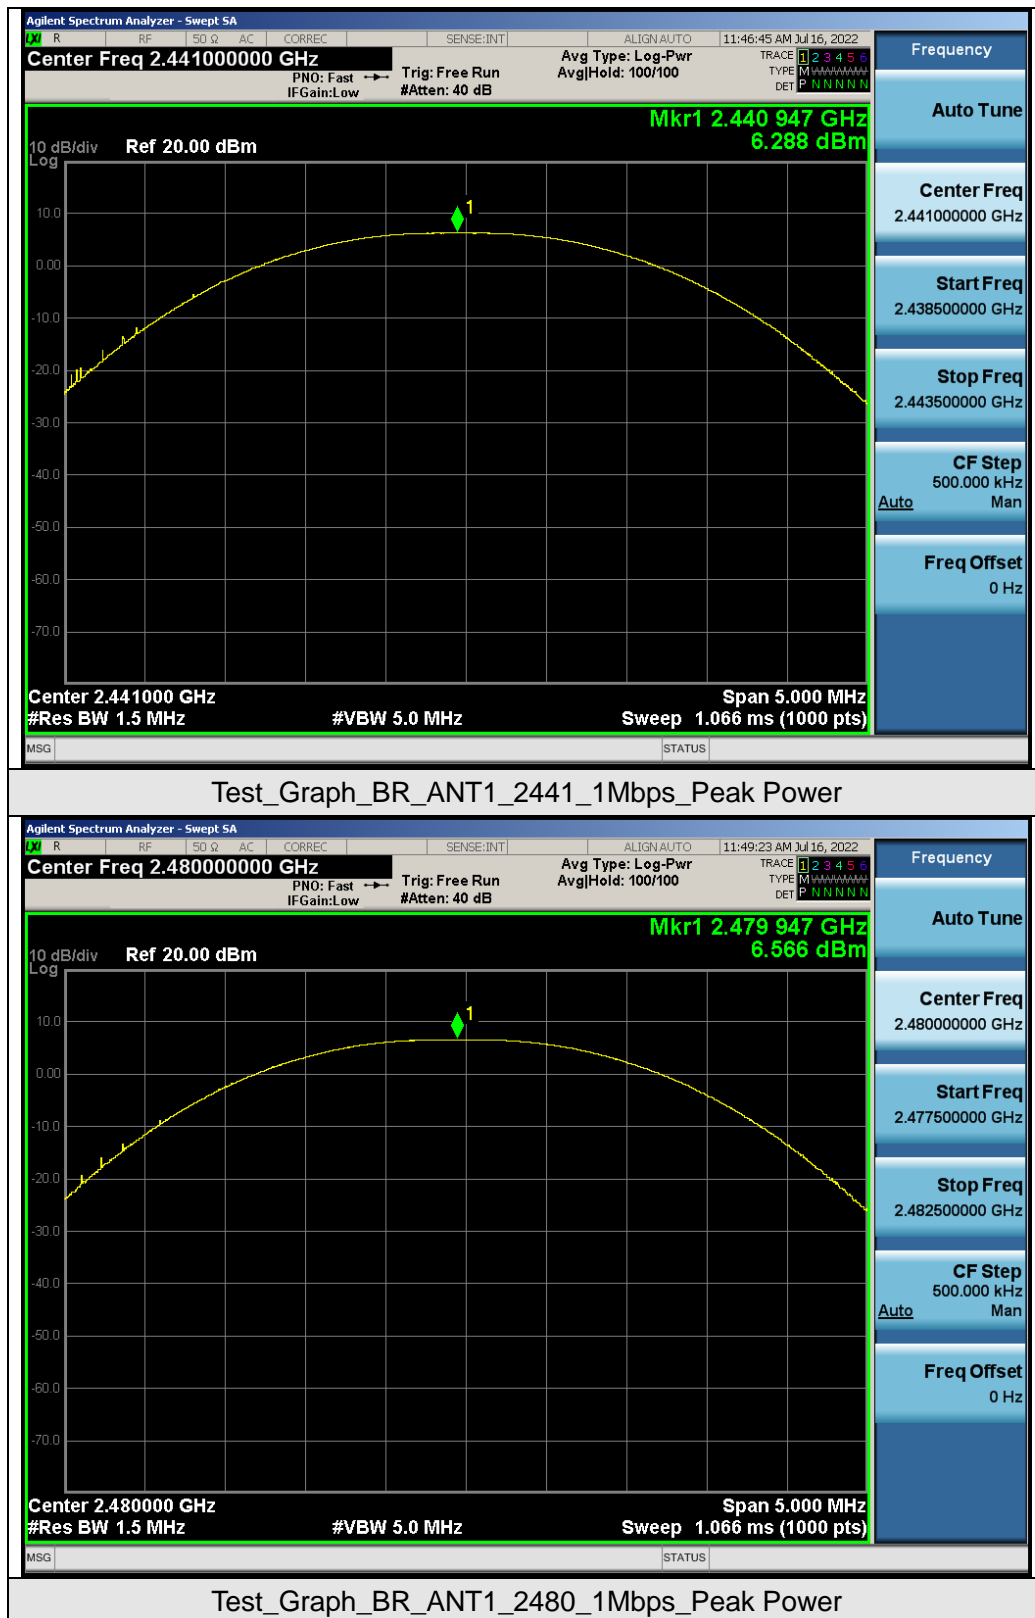 Agilent Spectrum Analyzer - Swept SA
LXI R RF 50 Ω AC CORREC SENSE:INT ALIGN AUTO 11:46:45 AM Jul 16, 2022
Center Freq 2.441000000 GHz
PNO: Fast
IFGain:Low
Trig: Free Run
#Atten: 40 dB
Avg Type: Log-Pwr
Avg|Hold: 100/100
TRACE 1 2 3 4 5 6
TYPE M WWWWW
DET P N N N N N
Mkr1 2.440 947 GHz
6.288 dBm
10 dB/div Ref 20.00 dBm
Log
10.0
0.00
-10.0
-20.0
-30.0
-40.0
-50.0
-60.0
-70.0
1
Center 2.441000 GHz Span 5.000 MHz
#Res BW 1.5 MHz #VBW 5.0 MHz Sweep 1.066 ms (1000 pts)
MSG STATUS
Frequency
Auto Tune
Center Freq
2.441000000 GHz
Start Freq
2.438500000 GHz
Stop Freq
2.443500000 GHz
CF Step
500.000 kHz
Auto Man
Freq Offset
0 Hz
Test_Graph_BR_ANT1_2441_1Mbps_Peak Power
Agilent Spectrum Analyzer - Swept SA
LXI R RF 50 Ω AC CORREC SENSE:INT ALIGN AUTO 11:49:23 AM Jul 16, 2022
Center Freq 2.480000000 GHz
PNO: Fast
IFGain:Low
Trig: Free Run
#Atten: 40 dB
Avg Type: Log-Pwr
Avg|Hold: 100/100
TRACE 1 2 3 4 5 6
TYPE M WWWWW
DET P N N N N N
Mkr1 2.479 947 GHz
6.566 dBm
10 dB/div Ref 20.00 dBm
Log
10.0
0.00
-10.0
-20.0
-30.0
-40.0
-50.0
-60.0
-70.0
1
Center 2.480000 GHz Span 5.000 MHz
#Res BW 1.5 MHz #VBW 5.0 MHz Sweep 1.066 ms (1000 pts)
MSG STATUS
Frequency
Auto Tune
Center Freq
2.480000000 GHz
Start Freq
2.477500000 GHz
Stop Freq
2.482500000 GHz
CF Step
500.000 kHz
Auto Man
Freq Offset
0 Hz
Test_Graph_BR_ANT1_2480_1Mbps_Peak Power